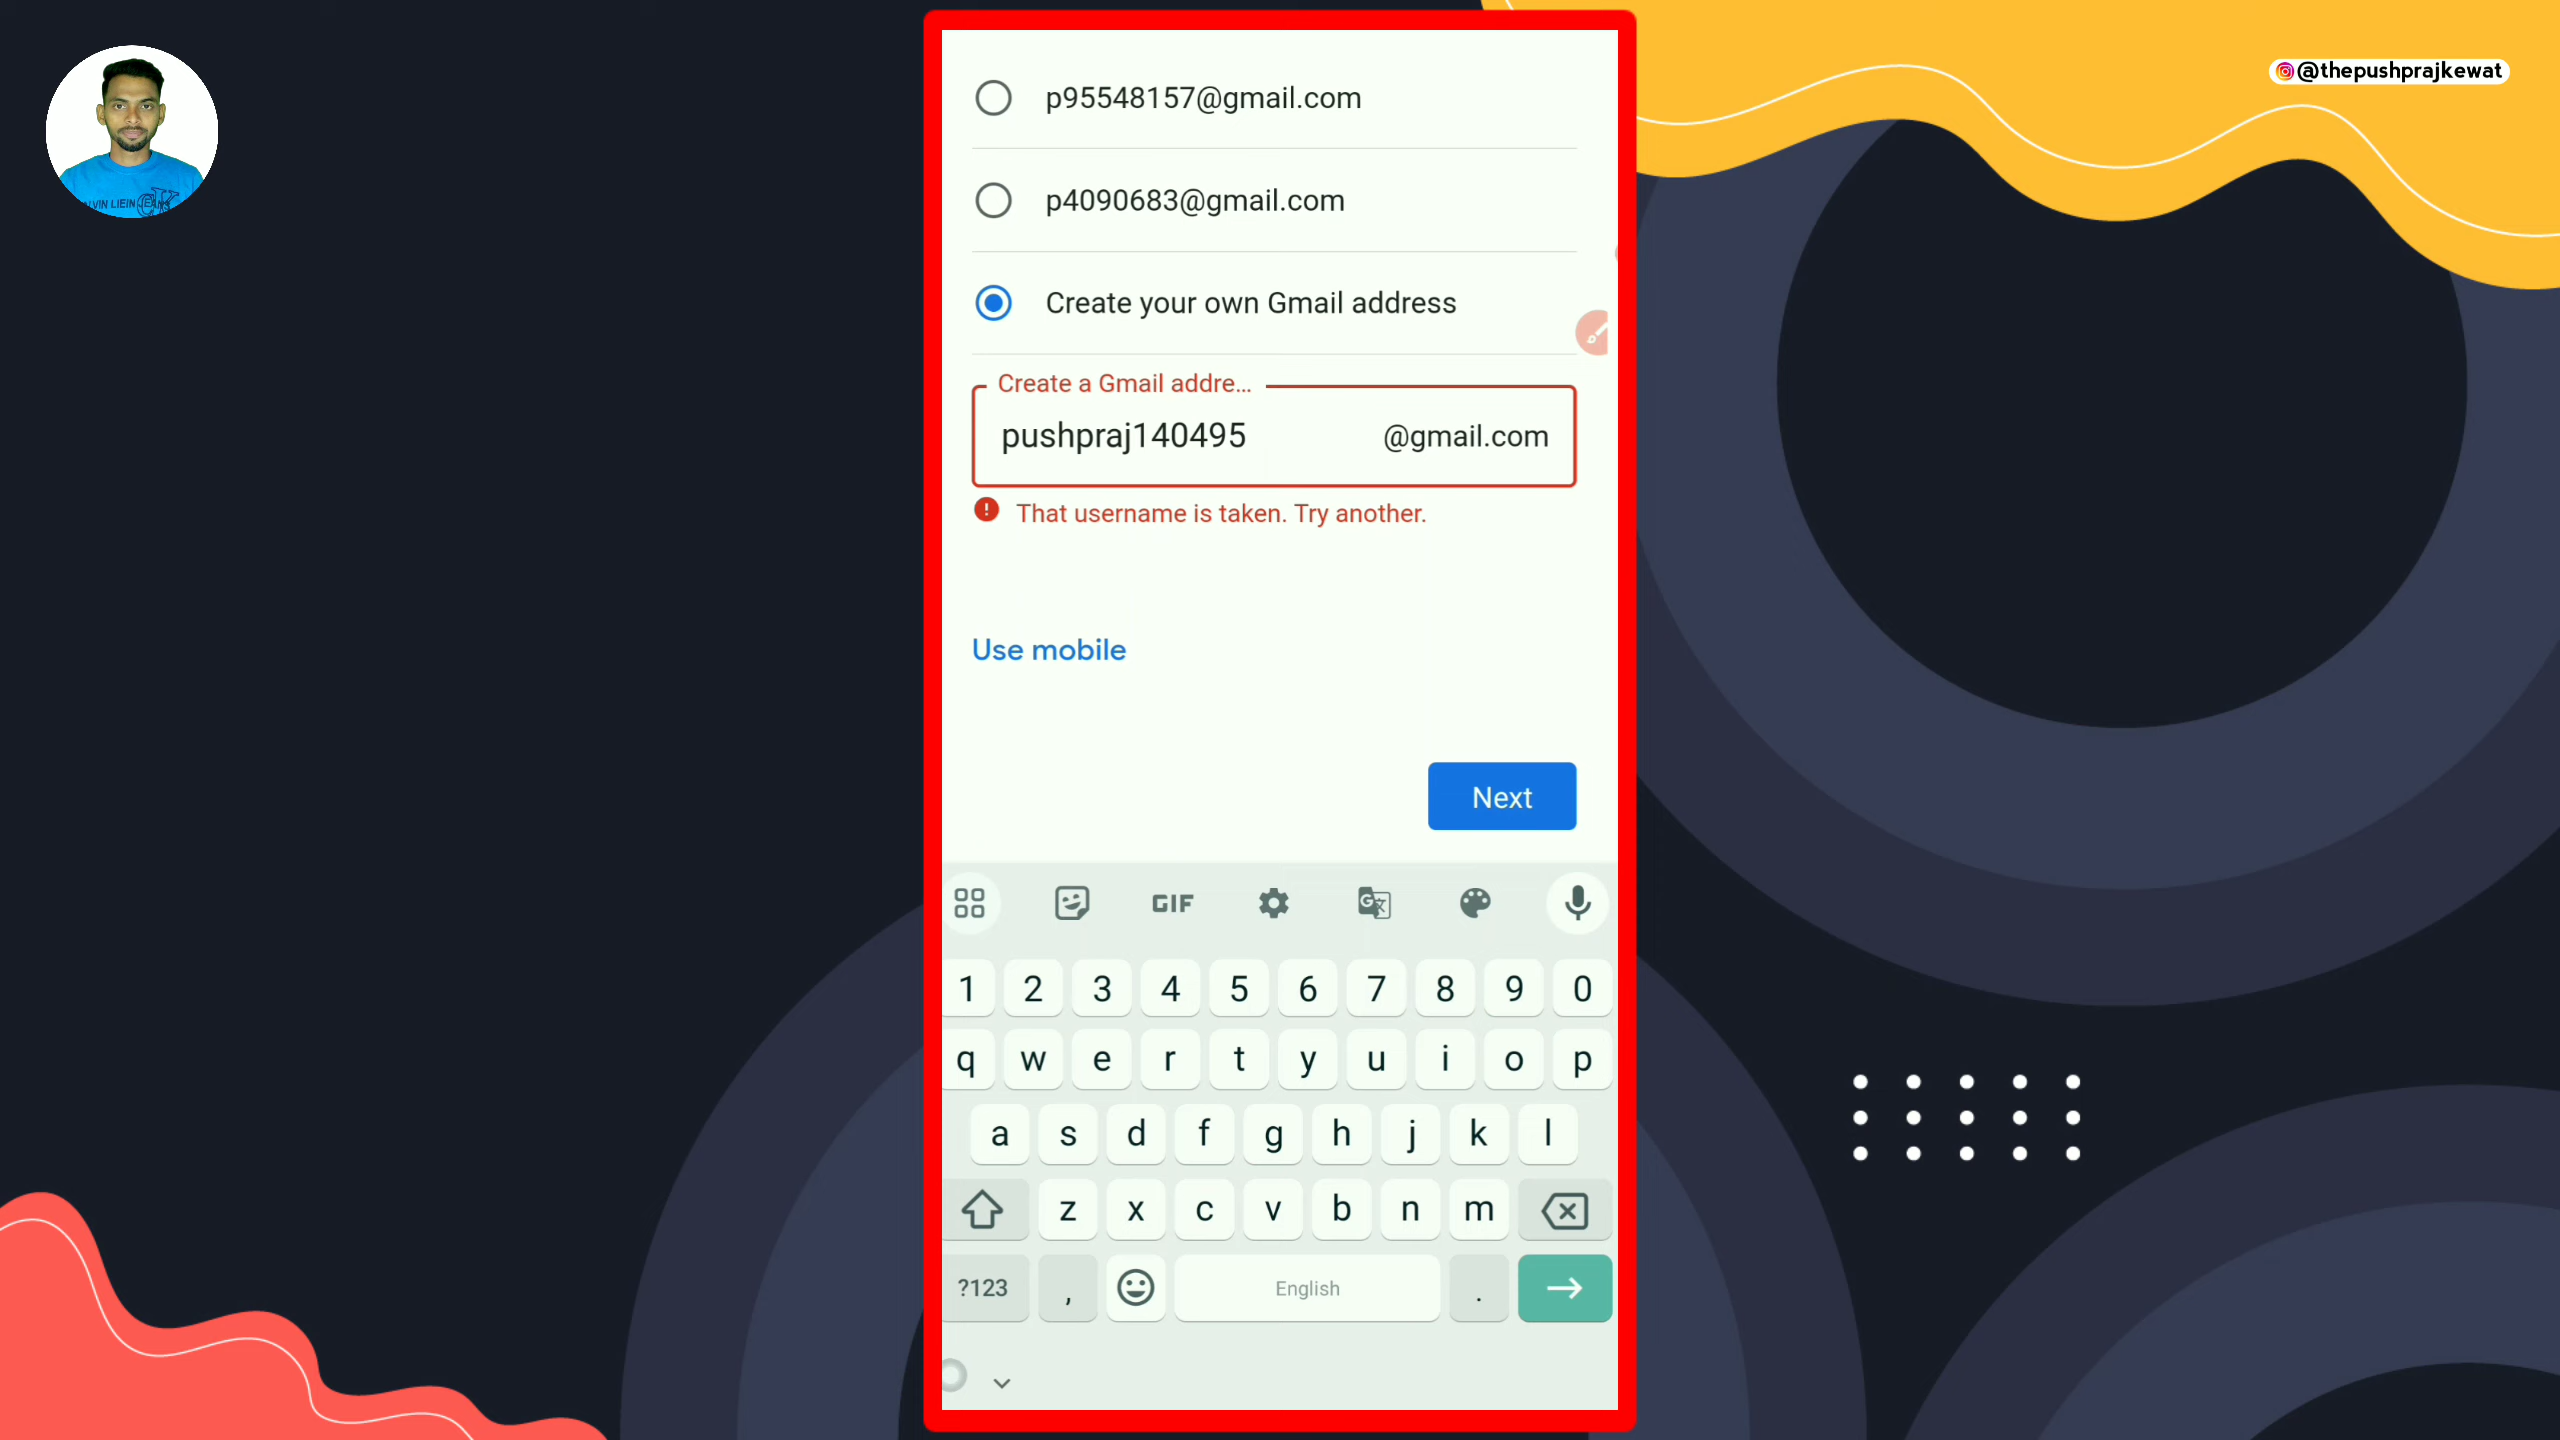 @thepushprajkewat
p95548157@gmail.com
p4090683@gmail.com
Create your own Gmail address
Create a Gmail addre...
pushpraj140495 @gmail.com
That username is taken. Try another.
Use mobile
Next
GIF
1 2 3 4 5 6 7 8 9 0
q w e r t y u i o p
a s d f g h j k l
z x c v b n m
?123 , English .